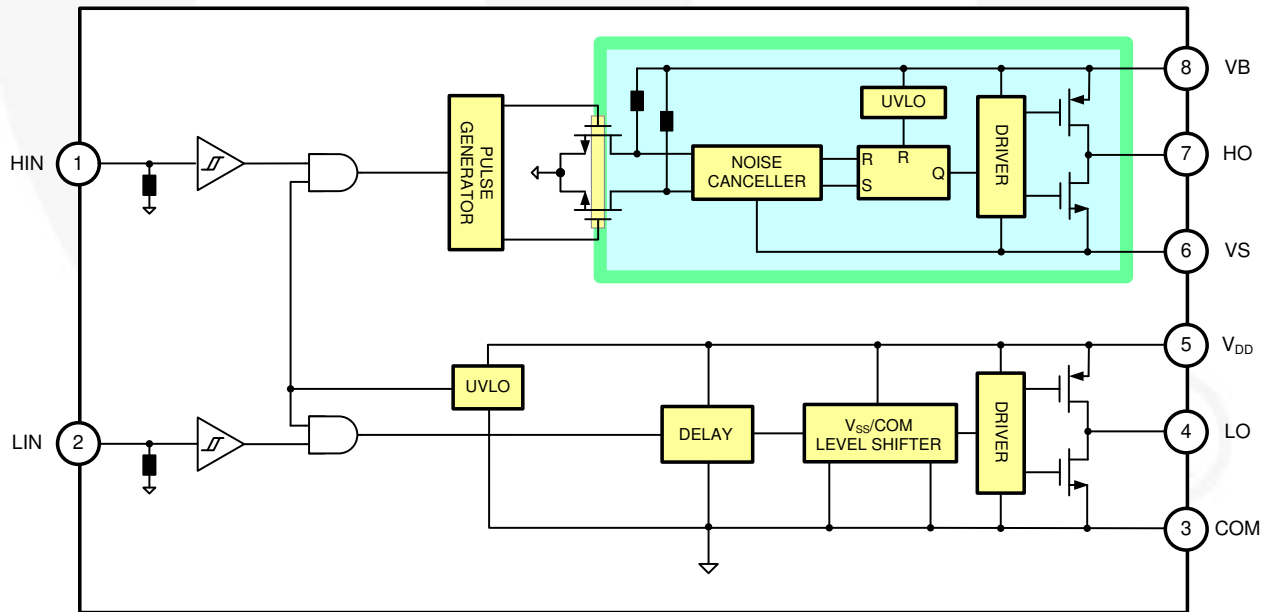 8 VB
UVLO
HIN 1
PULSE
GENERATOR
NOISE
CANCELLER
R
S
R
Q
DRIVER
7 HO
6 VS
5 VDD
UVLO
LIN 2
DELAY
VSS/COM
LEVEL SHIFTER
DRIVER
4 LO
3 COM